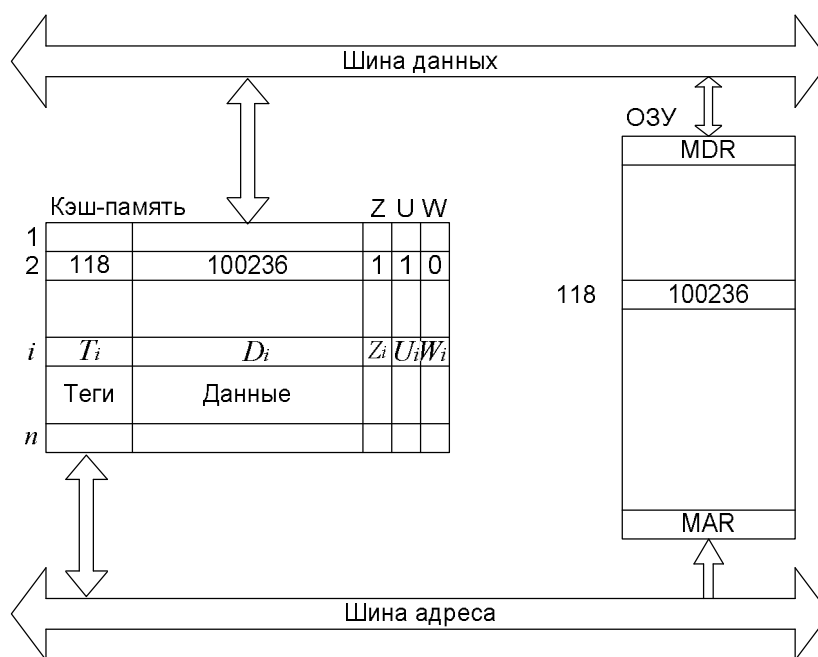 Шина данных
ОЗУ
MDR
Кэш-память Z U W
1
2 118 100236 1 1 0
118 100236
i Ti Di Zi Ui Wi
Теги Данные
n
MAR
Шина адреса